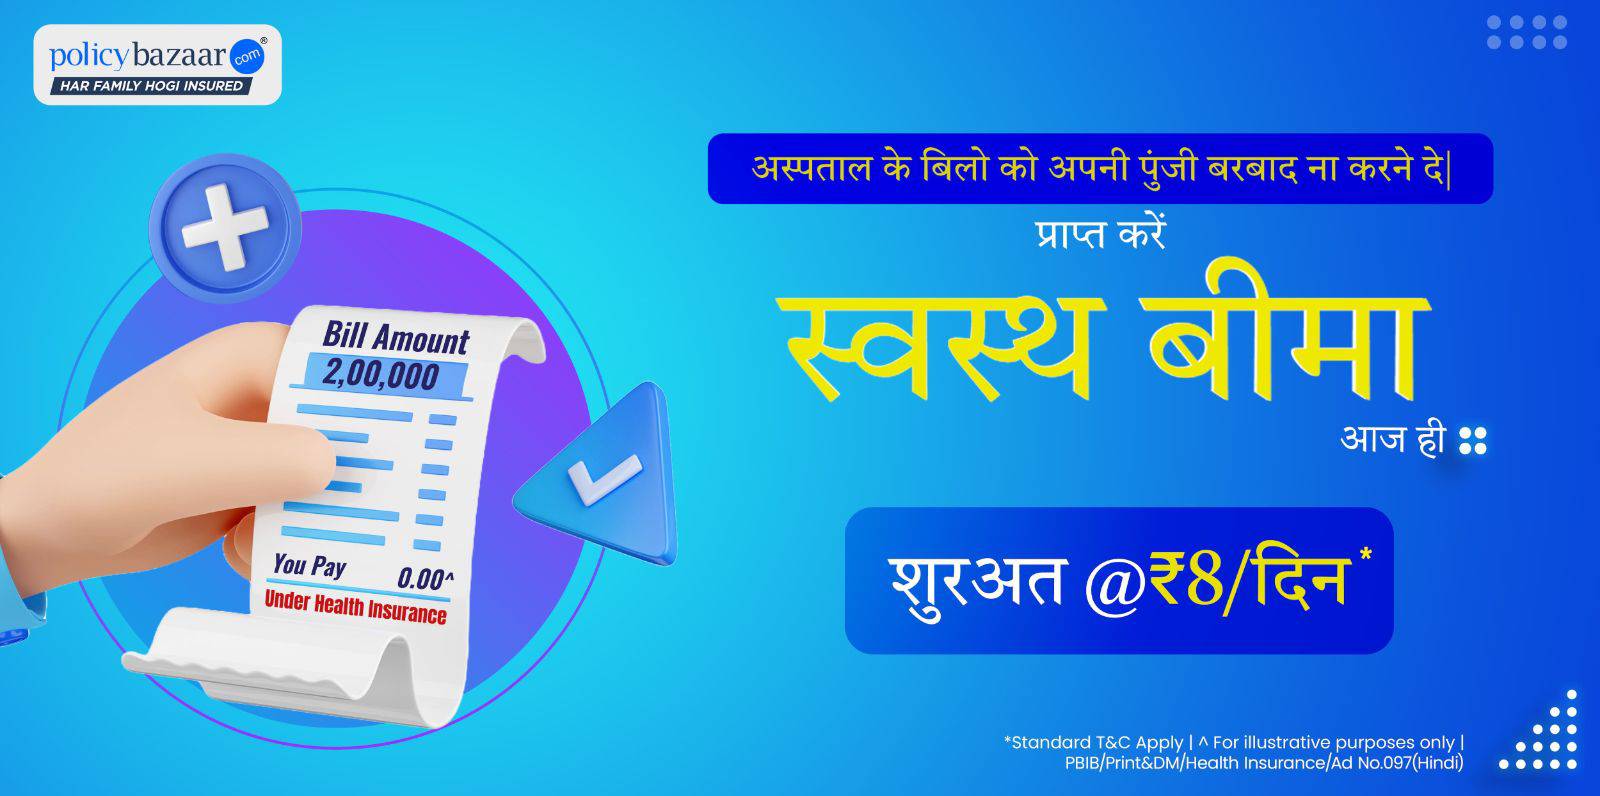 policybazaar.com®
HAR FAMILY HOGI INSURED
अस्पताल के बिलो को अपनी पुंजी बरबाद ना करने दे|
प्राप्त करें
स्वस्थ बीमा
आज ही
शुरअत @₹8/दिन*
Bill Amount
2,00,000
You Pay 0.00^
Under Health Insurance
*Standard T&C Apply | ^ For illustrative purposes only |
PBIB/Print&DM/Health Insurance/Ad No.097(Hindi)